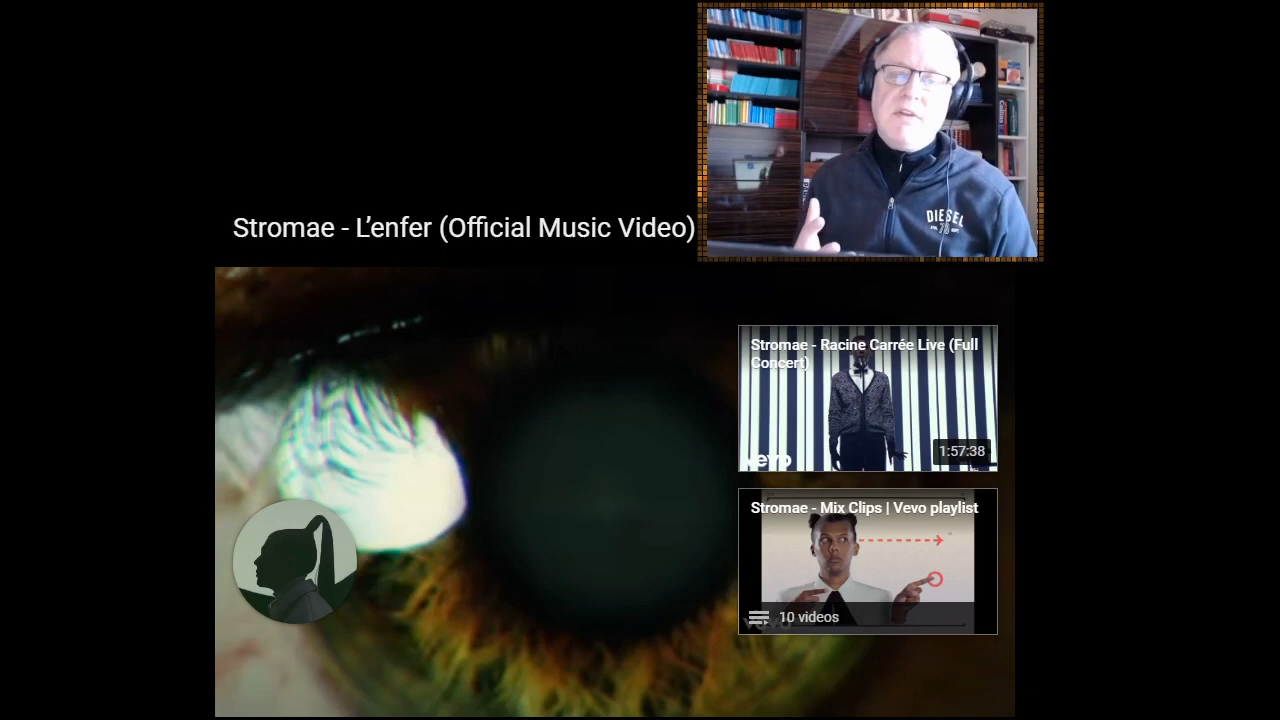 Stromae - L’enfer (Official Music Video)
DIESEL
Stromae - Racine Carrée Live (Full
Concert)
vevo
1:57:38
Stromae - Mix Clips | Vevo playlist
10 videos